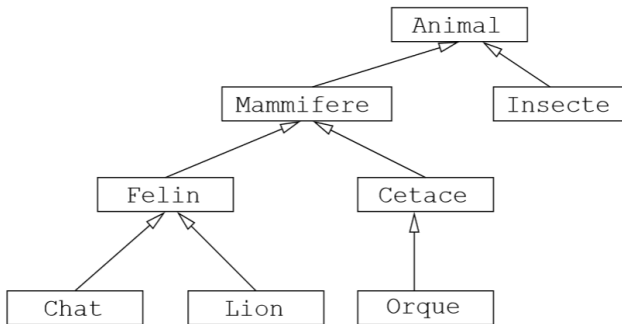 Animal
Mammifere
Insecte
Felin
Cetace
Chat
Lion
Orque